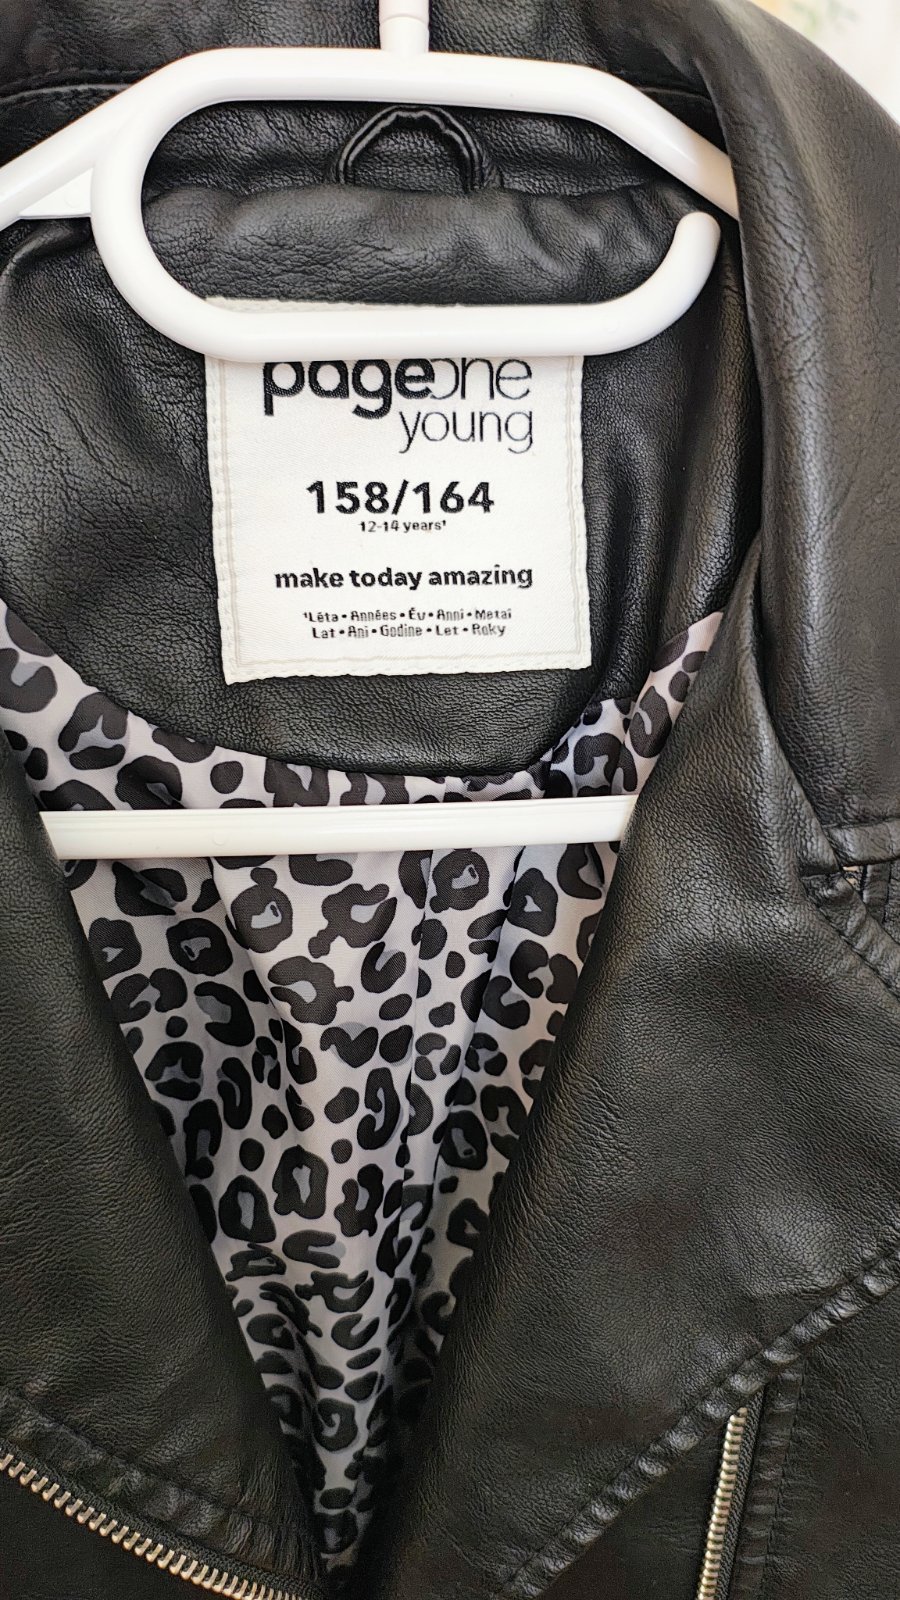 pageone
young
158/164
12-14 years¹
make today amazing
¹Léta • Années • Év • Anni • Metai
Lat • Ani • Godine • Let • Roky